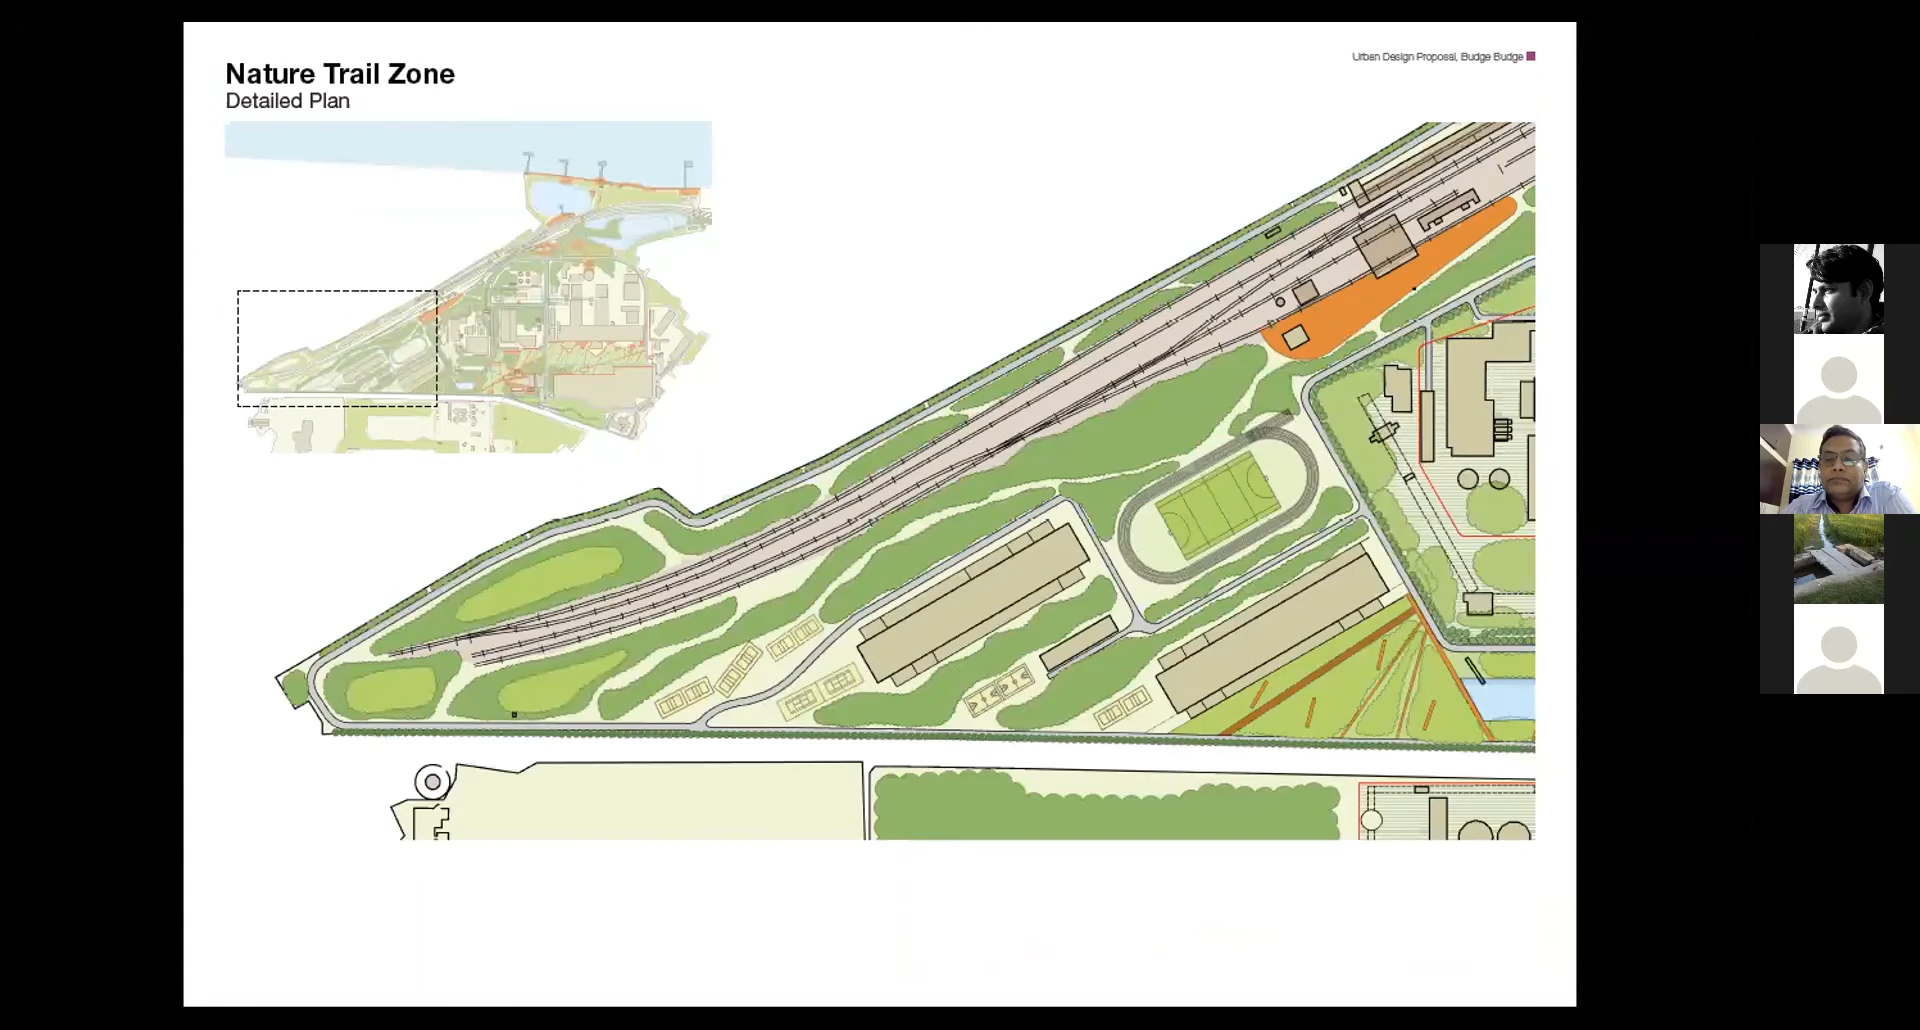 Nature Trail Zone
Detailed Plan
Urban Design Proposal, Budge Budge